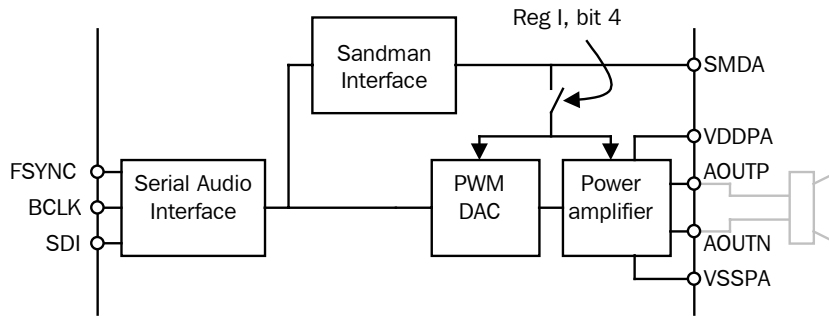 Reg I, bit 4
Sandman
Interface
SMDA
VDDPA
FSYNC
BCLK
SDI
Serial Audio
Interface
PWM
DAC
Power
amplifier
AOUTP
AOUTN
VSSPA